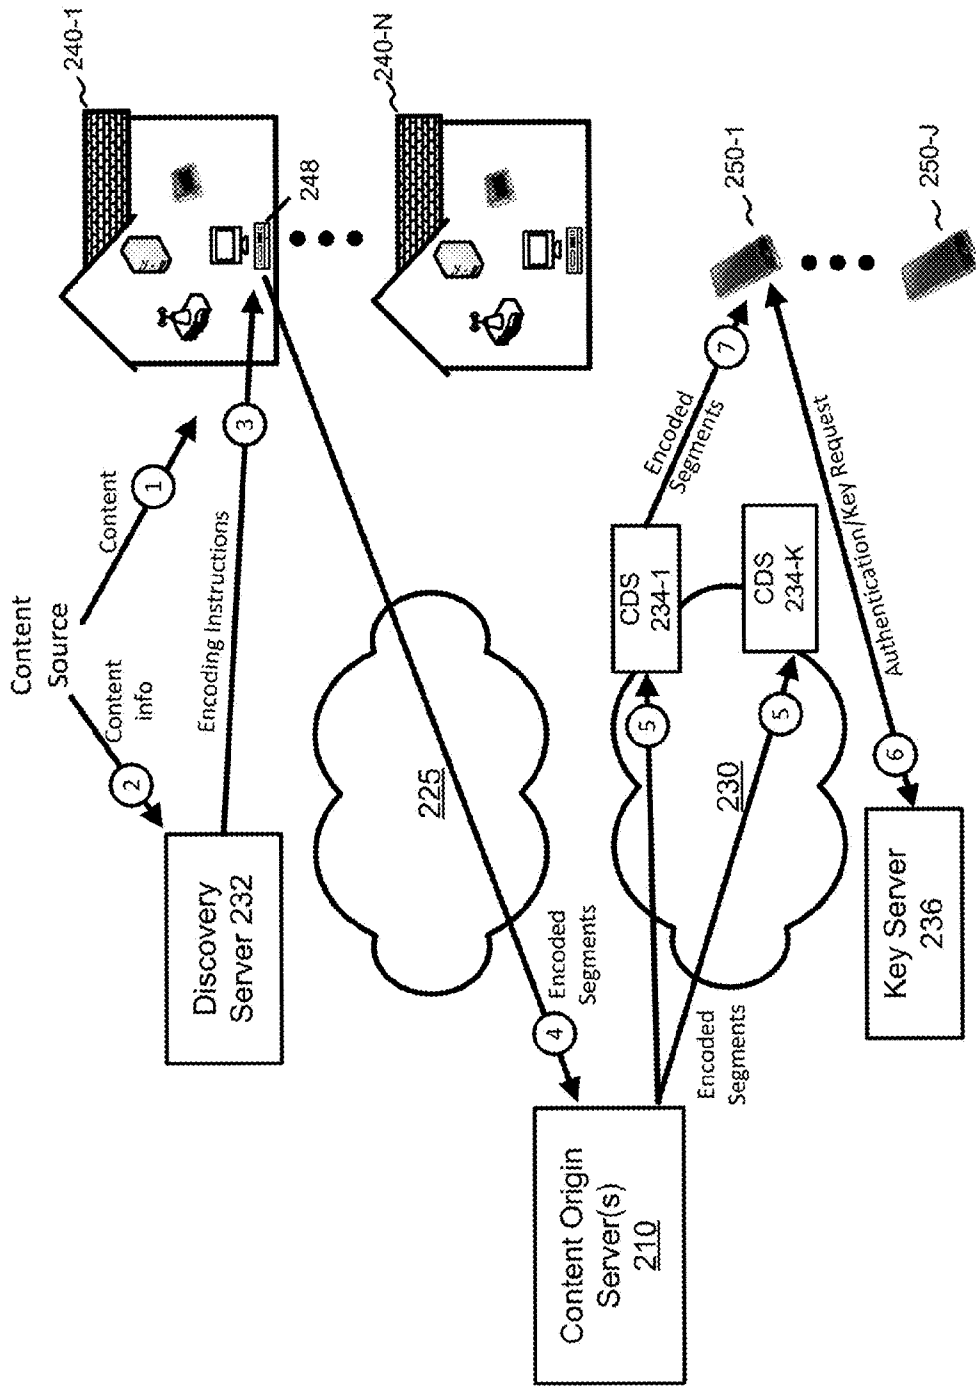 Content
Source
Content
1
Content
info
2
240-1
Discovery
Server 232
Encoding Instructions
3
248
225
240-N
4
Encoded
Segments
Content Origin
Server(s)
210
Encoded
Segments
5
5
230
CDS
234-1
CDS
234-K
Encoded
Segments
7
250-1
250-J
Authentication/Key Request
6
Key Server
236